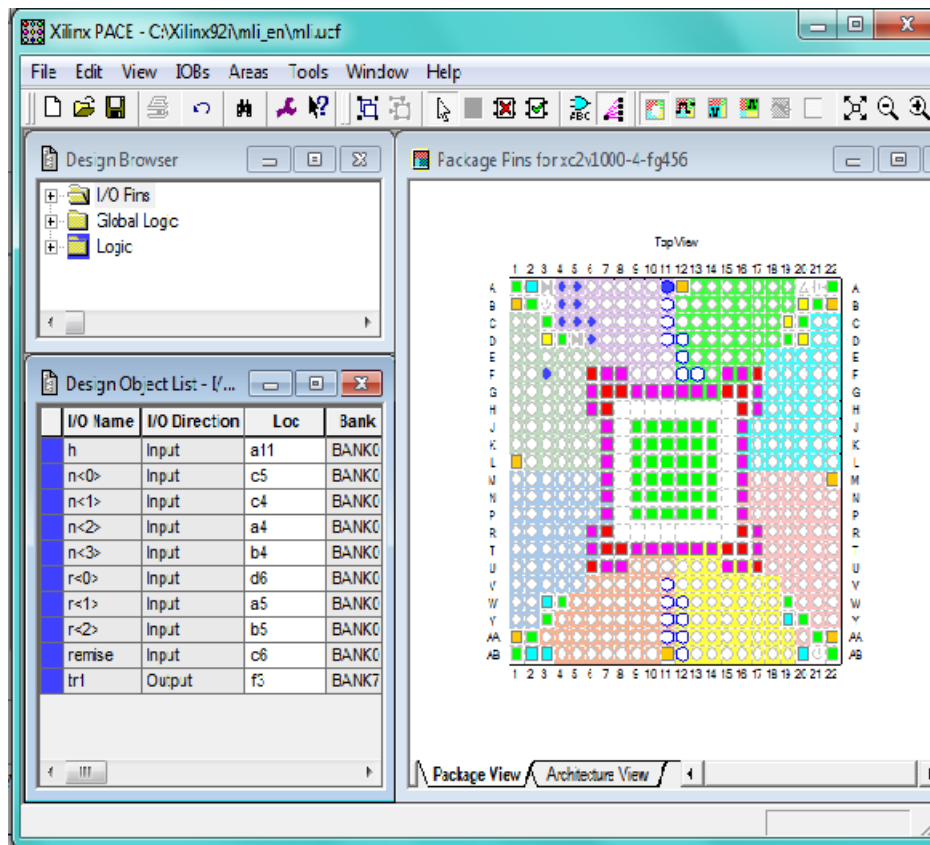 Xilinx PACE - C:\Xilinx92i\mli_en\mli.ucf
File Edit View IOBs Areas Tools Window Help
ABC
Design Browser
I/O Pins
Global Logic
Logic
Design Object List - [/...
I/O Name I/O Direction Loc Bank
h Input a11 BANK0
n<0> Input c5 BANK0
n<1> Input c4 BANK0
n<2> Input a4 BANK0
n<3> Input b4 BANK0
r<0> Input d6 BANK0
r<1> Input a5 BANK0
r<2> Input b5 BANK0
remise Input c6 BANK0
tr1 Output f3 BANK7
Package Pins for xc2v1000-4-fg456
Top View
1 2 3 4 5 6 7 8 9 10 11 12 13 14 15 16 17 18 19 20 21 22
A A
B B
C C
D D
E E
F F
G G
H H
J J
K K
L L
M M
N N
P P
R R
T T
U U
V V
W W
Y Y
AA AA
AB AB
1 2 3 4 5 6 7 8 9 10 11 12 13 14 15 16 17 18 19 20 21 22
Package View Architecture View